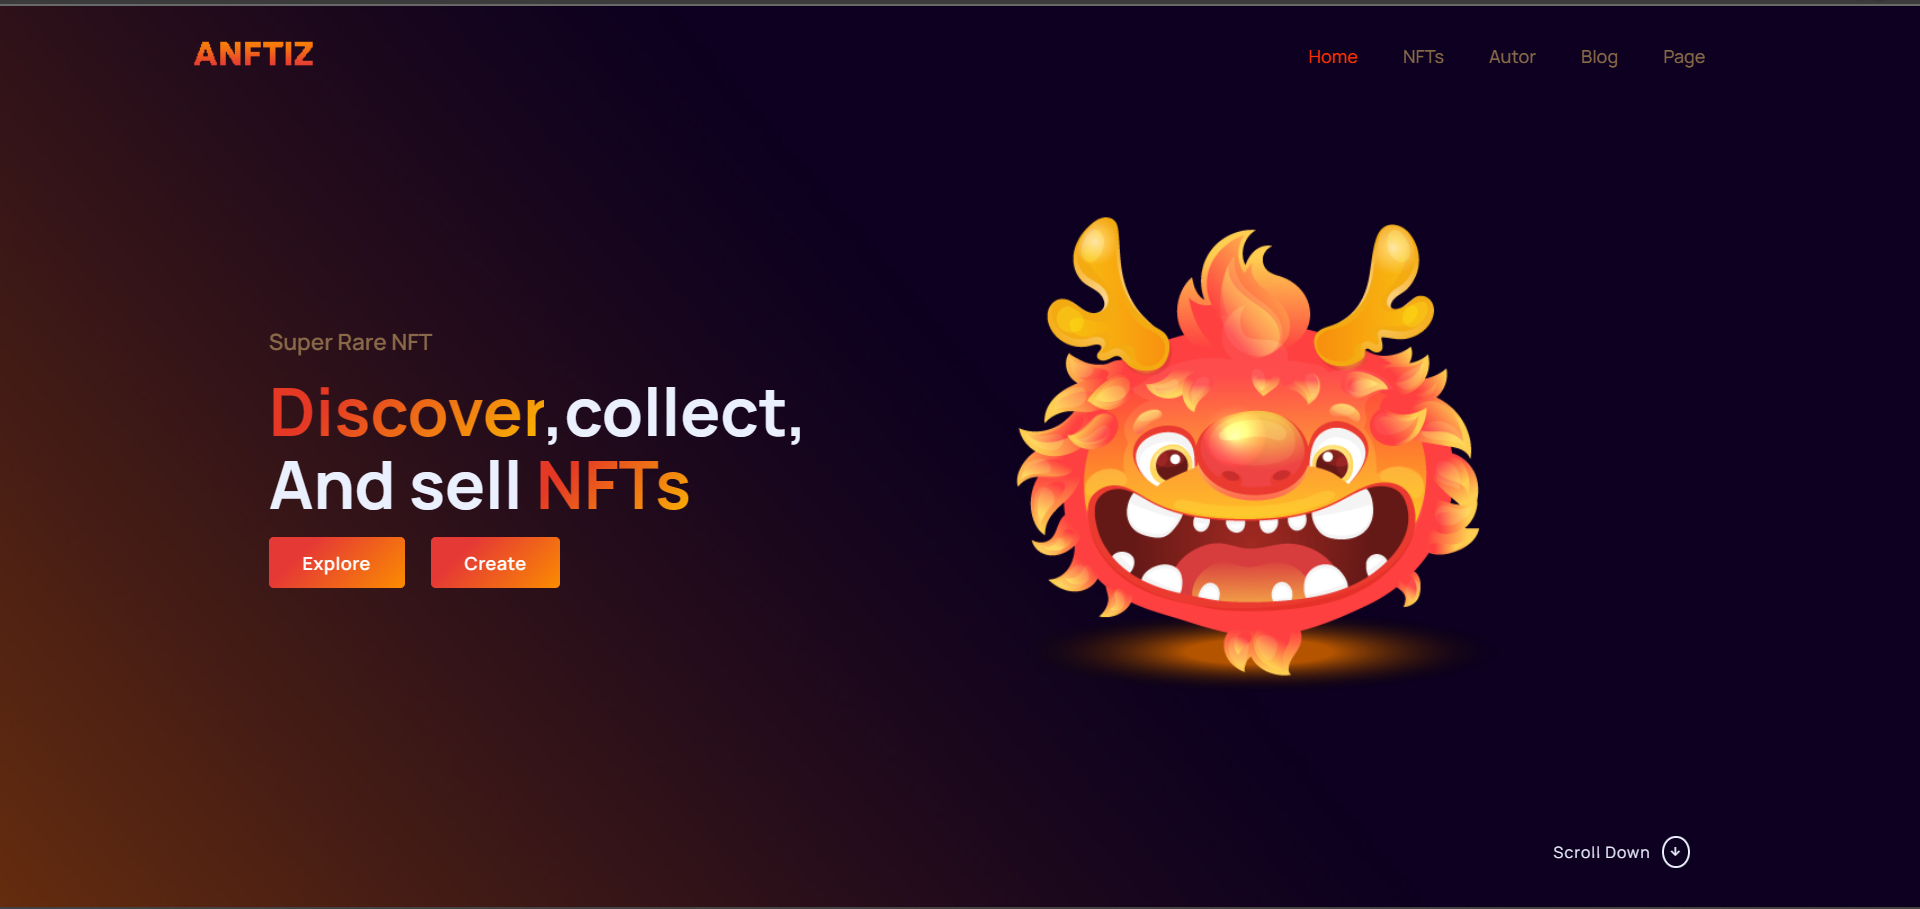 ANFTIZ
Home NFTs Autor Blog Page
Super Rare NFT
Discover,collect,
And sell NFTs
Explore Create
Scroll Down